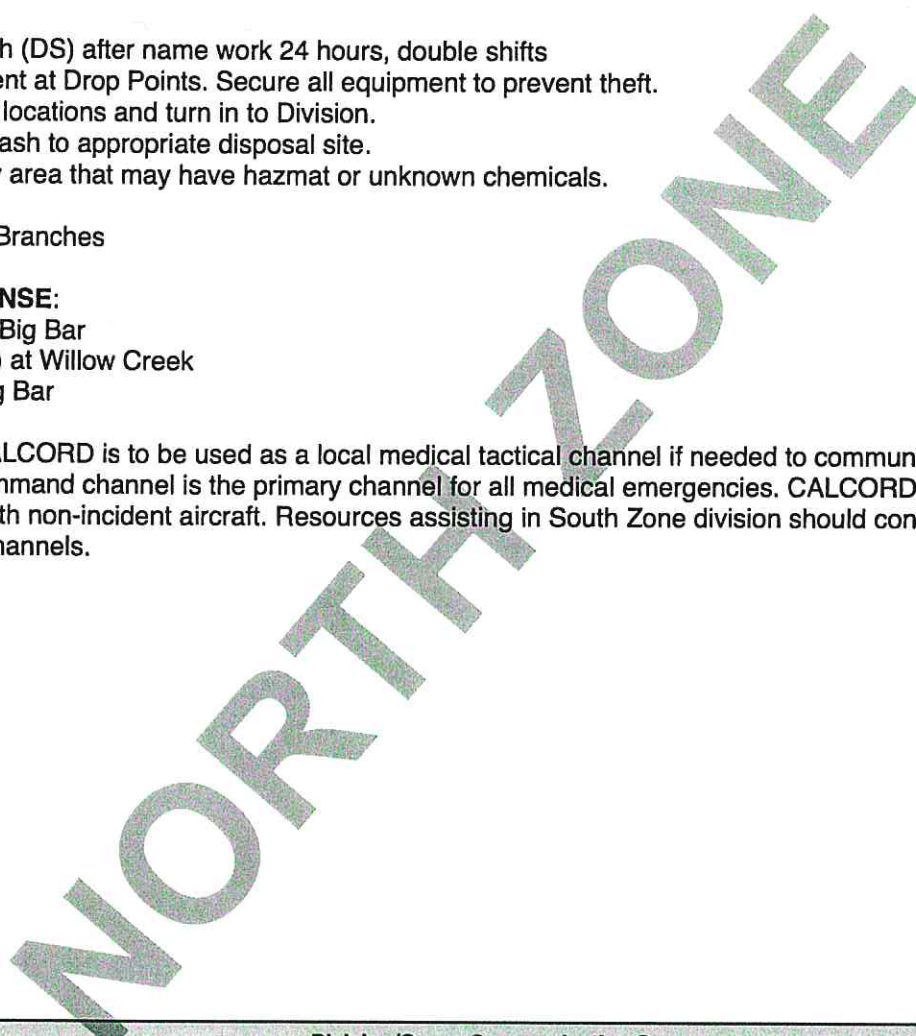 h (DS) after name work 24 hours, double shifts
ent at Drop Points. Secure all equipment to prevent theft.
locations and turn in to Division.
ash to appropriate disposal site.
area that may have hazmat or unknown chemicals.
Branches
NSE:
Big Bar
at Willow Creek
g Bar
ALCORD is to be used as a local medical tactical channel if needed to commun
mmand channel is the primary channel for all medical emergencies. CALCORD
th non-incident aircraft. Resources assisting in South Zone division should con
hannels.
NORTH ZONE